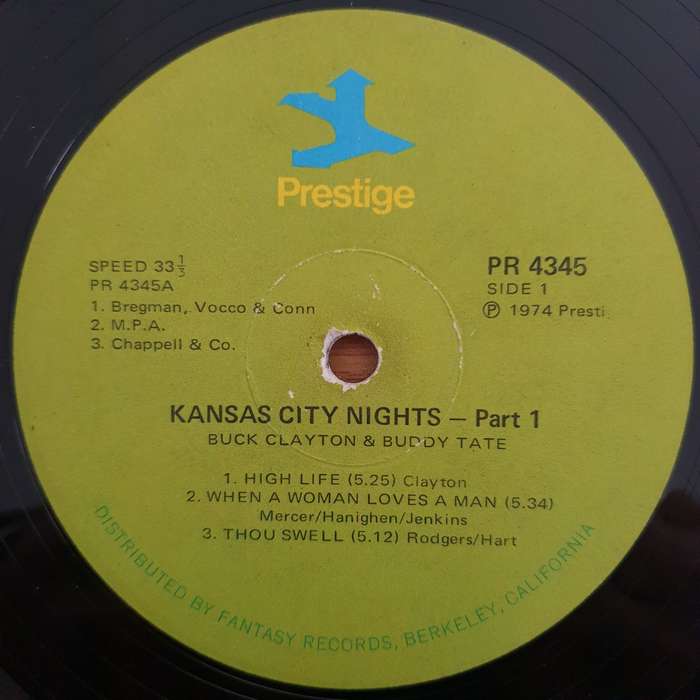 Prestige
SPEED 33 1/3
PR 4345A
1. Bregman, Vocco & Conn
2. M.P.A.
3. Chappell & Co.
PR 4345
SIDE 1
Ⓟ 1974 Presti
KANSAS CITY NIGHTS – Part 1
BUCK CLAYTON & BUDDY TATE
1. HIGH LIFE (5.25) Clayton
2. WHEN A WOMAN LOVES A MAN (5.34)
Mercer/Hanighen/Jenkins
3. THOU SWELL (5.12) Rodgers/Hart
DISTRIBUTED BY FANTASY RECORDS, BERKELEY, CALIFORNIA